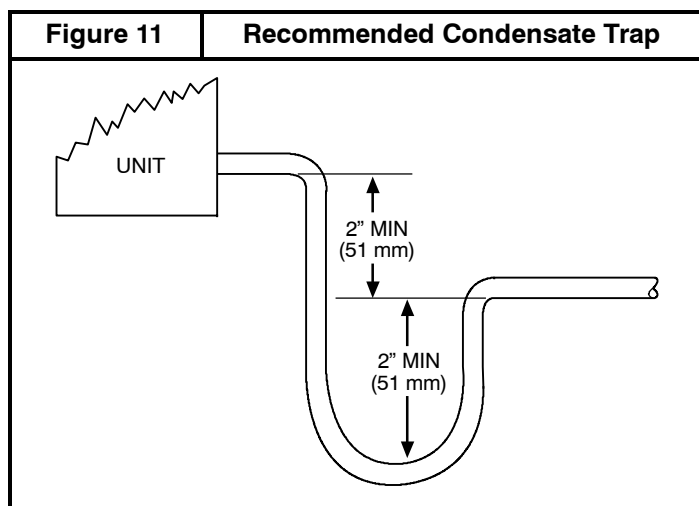 Figure 11
Recommended Condensate Trap
UNIT
2” MIN
(51 mm)
2” MIN
(51 mm)